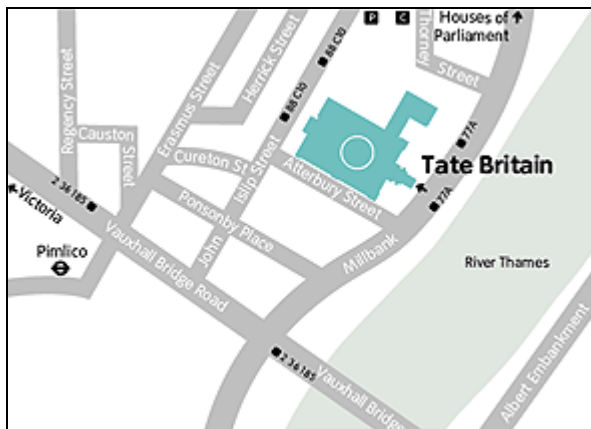 P
C
Houses of
Parliament
Thorney
Street
88 C10
88 C10
Herrick Street
Erasmus Street
Regency Street
Causton
Street
Cureton St
John Islip Street
Atterbury Street
77A
77A
Tate Britain
Victoria
2 36 185
Ponsonby Place
Vauxhall Bridge Road
Millbank
Pimlico
River Thames
2 36 185
Vauxhall Bridge
Albert Embankment